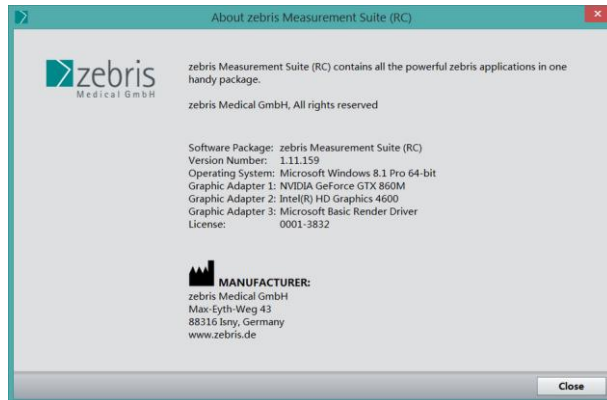 About zebris Measurement Suite (RC)
zebris
Medical GmbH
zebris Measurement Suite (RC) contains all the powerful zebris applications in one
handy package.
zebris Medical GmbH, All rights reserved
Software Package: zebris Measurement Suite (RC)
Version Number: 1.11.159
Operating System: Microsoft Windows 8.1 Pro 64-bit
Graphic Adapter 1: NVIDIA GeForce GTX 860M
Graphic Adapter 2: Intel(R) HD Graphics 4600
Graphic Adapter 3: Microsoft Basic Render Driver
License: 0001-3832
MANUFACTURER:
zebris Medical GmbH
Max-Eyth-Weg 43
88316 Isny, Germany
www.zebris.de
Close